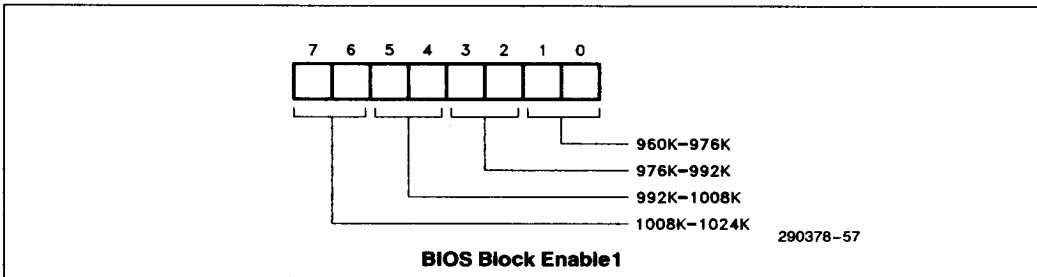 7 6 5 4 3 2 1 0
960K–976K
976K–992K
992K–1008K
1008K–1024K
290378–57
BIOS Block Enable1